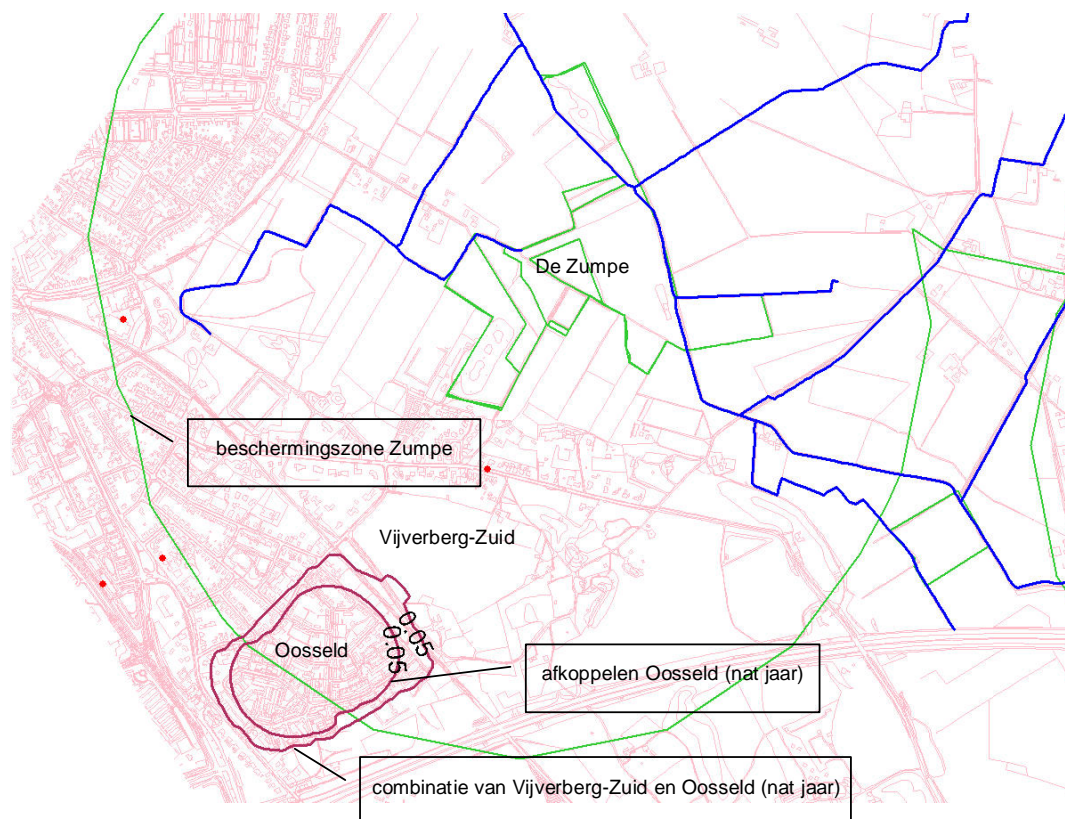 De Zumpe
beschermingszone Zumpe
Vijverberg-Zuid
0.05
0.05
Oosseld
afkoppelen Oosseld (nat jaar)
combinatie van Vijverberg-Zuid en Oosseld (nat jaar)